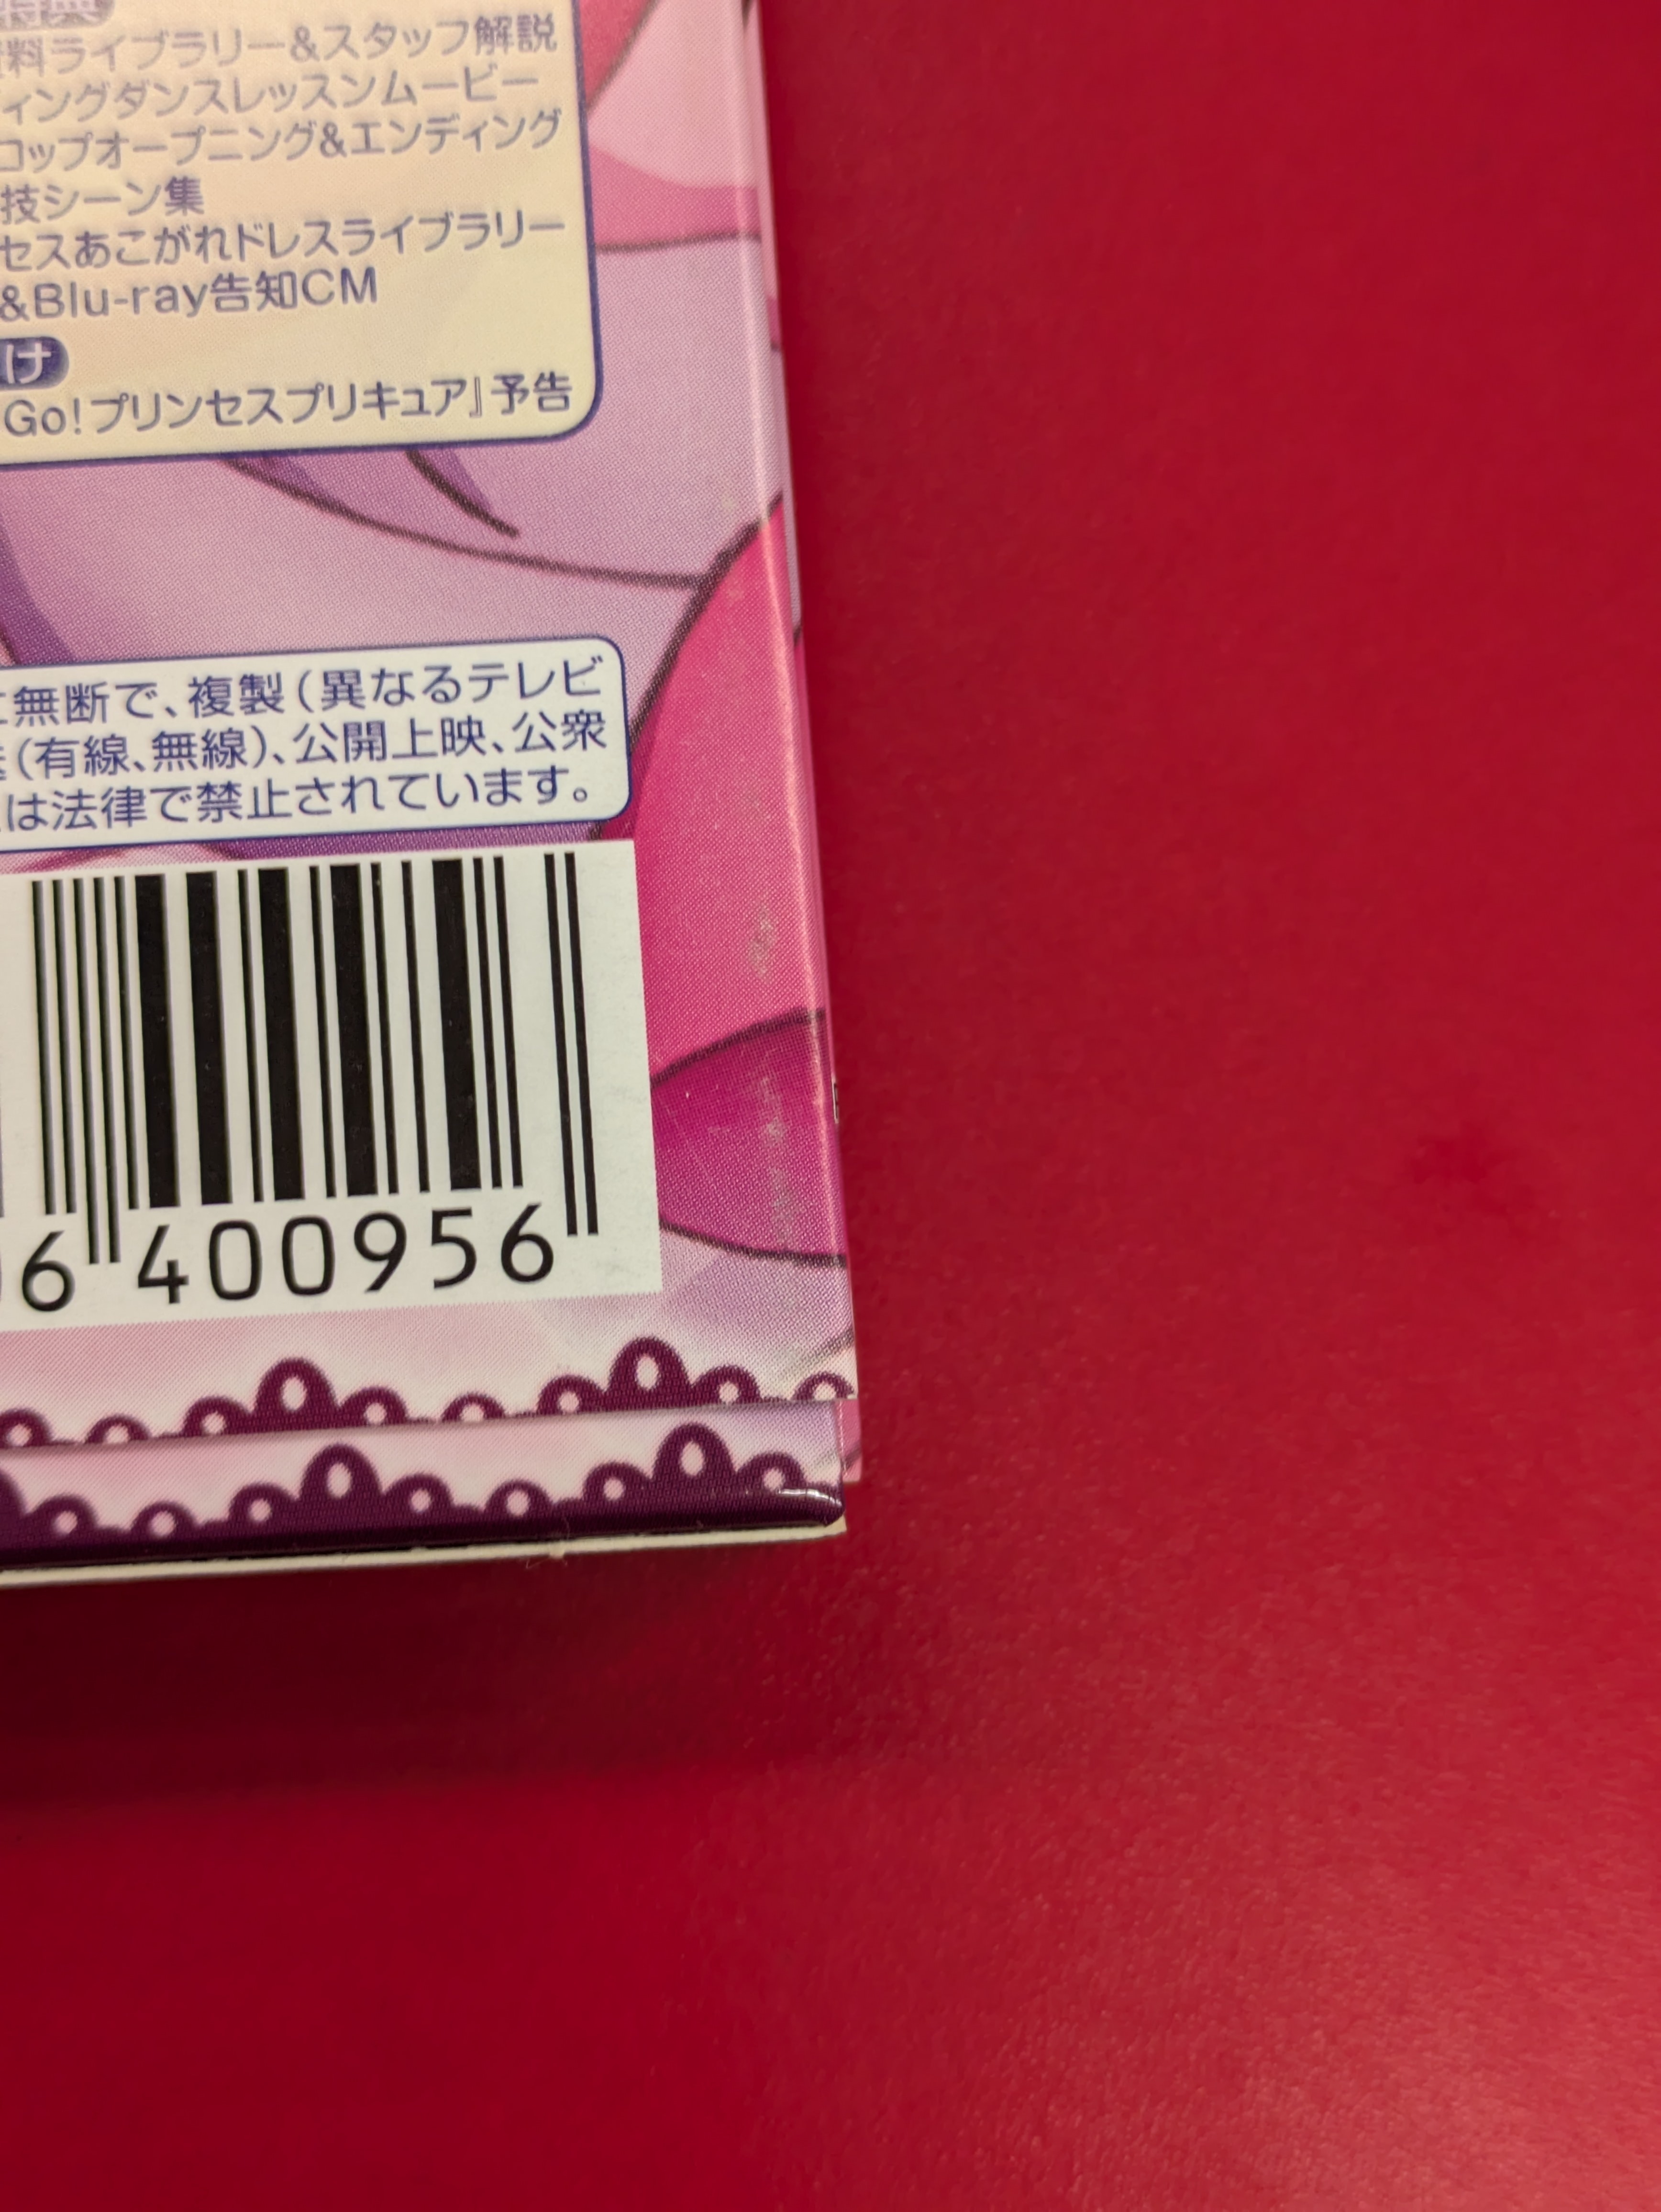 料ライブラリー&スタッフ解説
ィングダンスレッスンムービー
コップオープニング&エンディング
技シーン集
セスあこがれドレスライブラリー
&Blu-ray告知CM
け
Go!プリンセスプリキュア』予告
無断で、複製(異なるテレビ
(有線、無線)、公開上映、公衆
は法律で禁止されています。
6 400956